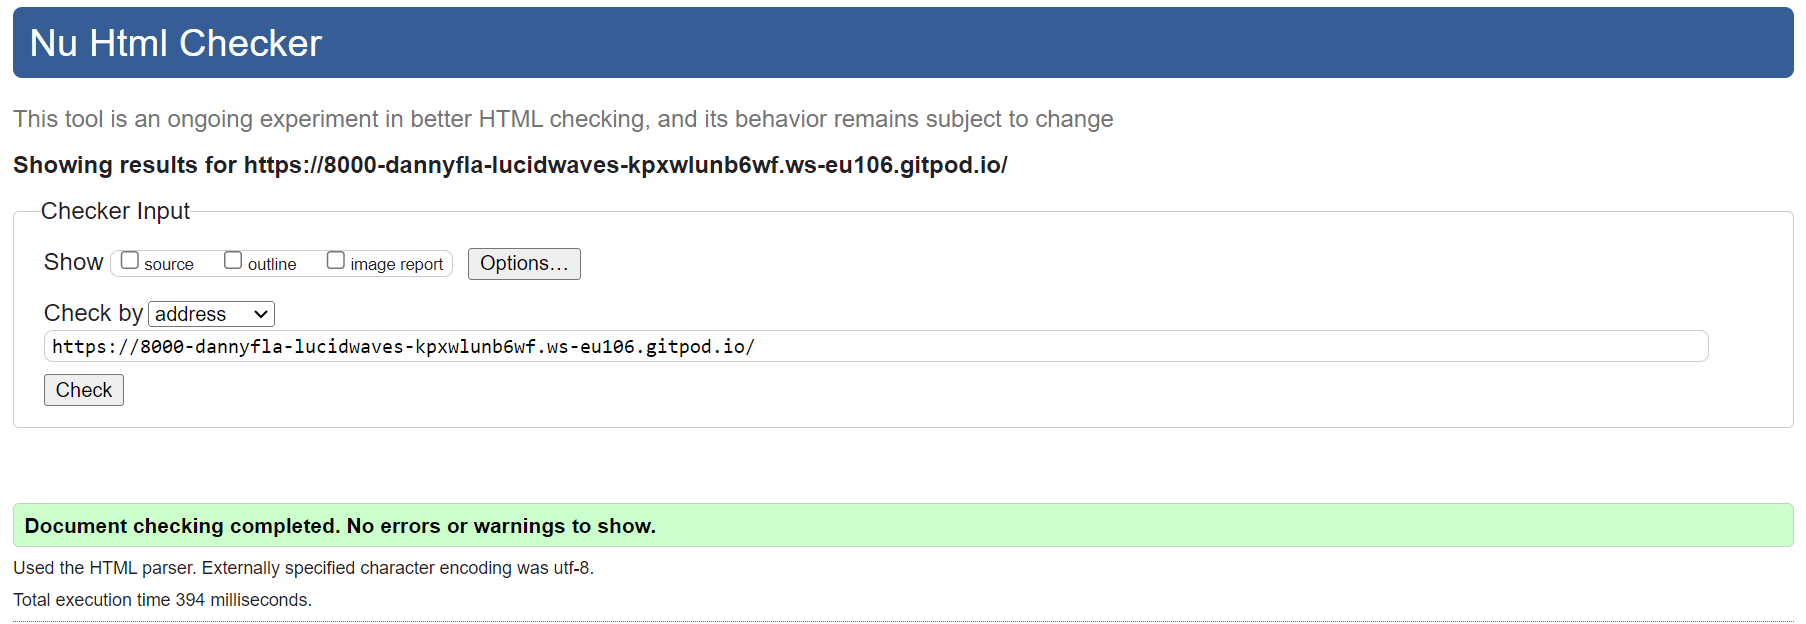 Nu Html Checker
This tool is an ongoing experiment in better HTML checking, and its behavior remains subject to change
Showing results for https://8000-dannyfla-lucidwaves-kpxwlunb6wf.ws-eu106.gitpod.io/
Checker Input
Show source outline image report Options...
Check by address
https://8000-dannyfla-lucidwaves-kpxwlunb6wf.ws-eu106.gitpod.io/
Check
Document checking completed. No errors or warnings to show.
Used the HTML parser. Externally specified character encoding was utf-8.
Total execution time 394 milliseconds.